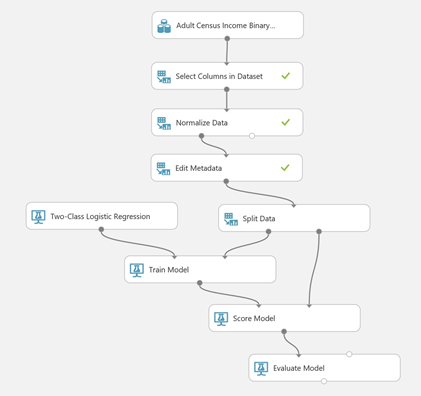 Adult Census Income Binary...
Select Columns in Dataset
Normalize Data
Edit Metadata
Two-Class Logistic Regression
Split Data
Train Model
Score Model
Evaluate Model